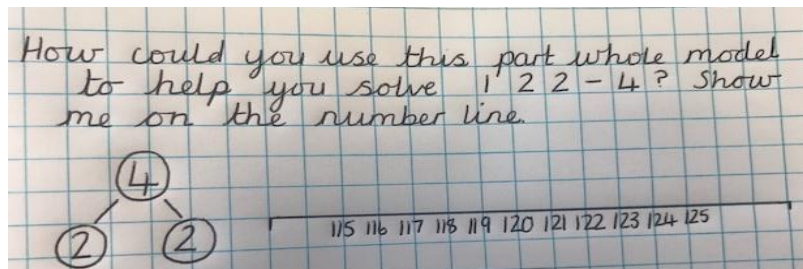 How could you use this part whole model
to help you solve 122-4? Show
me on the number line.
4
2 2
115 116 117 118 119 120 121 122 123 124 125